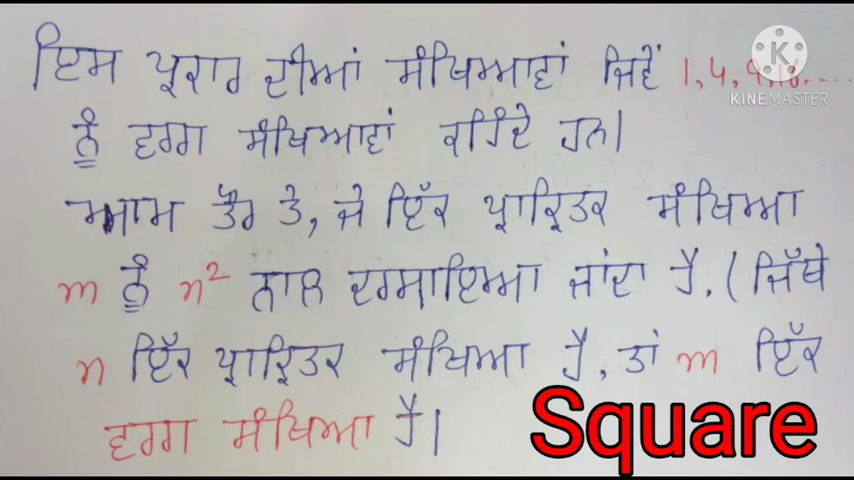 ਇਸ ਪ੍ਰਕਾਰ ਦੀਆਂ ਸੰਖਿਆਵਾਂ ਜਿਵੇਂ 1, 4, 9,
ਨੂੰ ਵਰਗ ਸੰਖਿਆਵਾਂ ਕਹਿੰਦੇ ਹਨ।
ਆਮ ਤੌਰ ਤੇ, ਜੇ ਇੱਕ ਪ੍ਰਾਕ੍ਰਿਤਕ ਸੰਖਿਆ
m ਨੂੰ n² ਨਾਲ ਦਰਸਾਇਆ ਜਾਂਦਾ ਹੈ. (ਜਿੱਥੇ
n ਇੱਕ ਪ੍ਰਾਕ੍ਰਿਤਕ ਸੰਖਿਆ ਹੈ, ਤਾਂ m ਇੱਕ
ਵਰਗ ਸੰਖਿਆ ਹੈ।
Square
K
KINEMASTER